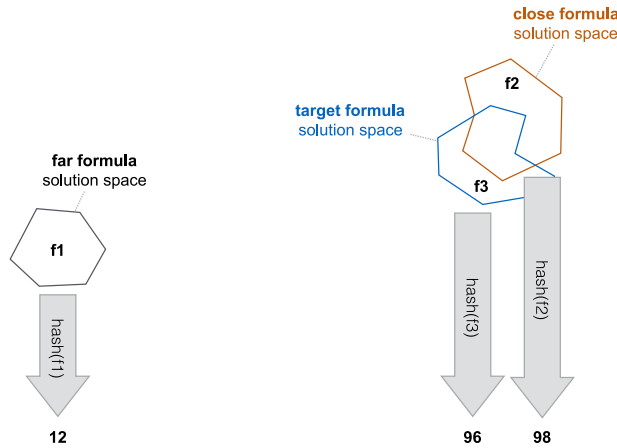 close formula
solution space
f2
target formula
solution space
f3
far formula
solution space
f1
hash(f1)
hash(f3)
hash(f2)
12
96
98